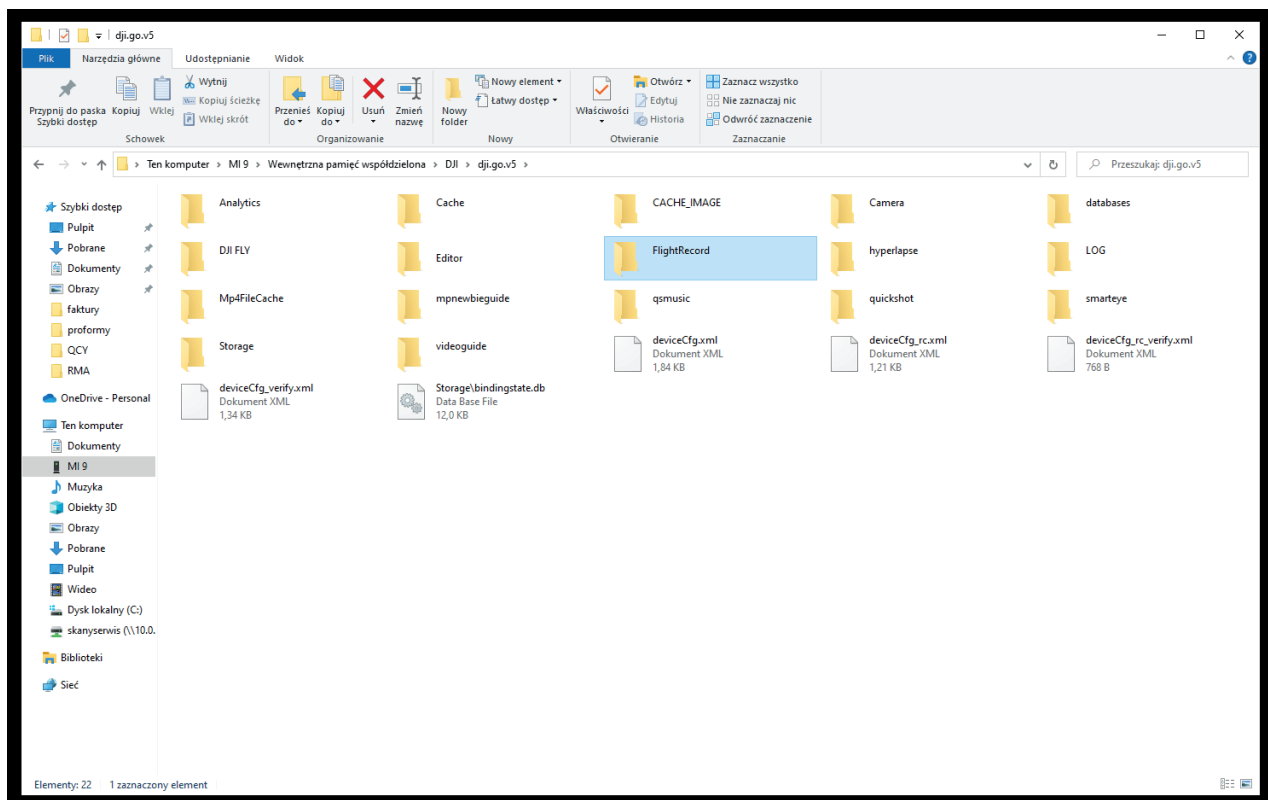 dji.go.v5
Plik Narzędzia główne Udostępnianie Widok
Przypnij do paska
Szybki dostęp
Kopiuj
Wklej
Wytnij
Kopiuj ścieżkę
Wklej skrót
Schowek
Przenieś
do
Kopiuj
do
Usuń
Zmień
nazwę
Organizowanie
Nowy
folder
Nowy element
Łatwy dostęp
Nowy
Właściwości
Otwórz
Edytuj
Historia
Otwieranie
Zaznacz wszystko
Nie zaznaczaj nic
Odwróć zaznaczenie
Zaznaczanie
Ten komputer > MI 9 > Wewnętrzna pamięć współdzielona > DJI > dji.go.v5 >
Przeszukaj: dji.go.v5
Szybki dostęp
Pulpit
Pobrane
Dokumenty
Obrazy
faktury
proformy
QCY
RMA
OneDrive - Personal
Ten komputer
Dokumenty
MI 9
Muzyka
Obiekty 3D
Obrazy
Pobrane
Pulpit
Wideo
Dysk lokalny (C:)
skanyserwis (\\10.0.
Biblioteki
Sieć
Analytics
Cache
CACHE_IMAGE
Camera
databases
DJI FLY
Editor
FlightRecord
hyperlapse
LOG
Mp4FileCache
mpnewbieguide
qsmusic
quickshot
smarteye
Storage
videoguide
deviceCfg.xml
Dokument XML
1,84 KB
deviceCfg_rc.xml
Dokument XML
1,21 KB
deviceCfg_rc_verify.xml
Dokument XML
768 B
deviceCfg_verify.xml
Dokument XML
1,34 KB
Storage\bindingstate.db
Data Base File
12,0 KB
Elementy: 22 1 zaznaczony element